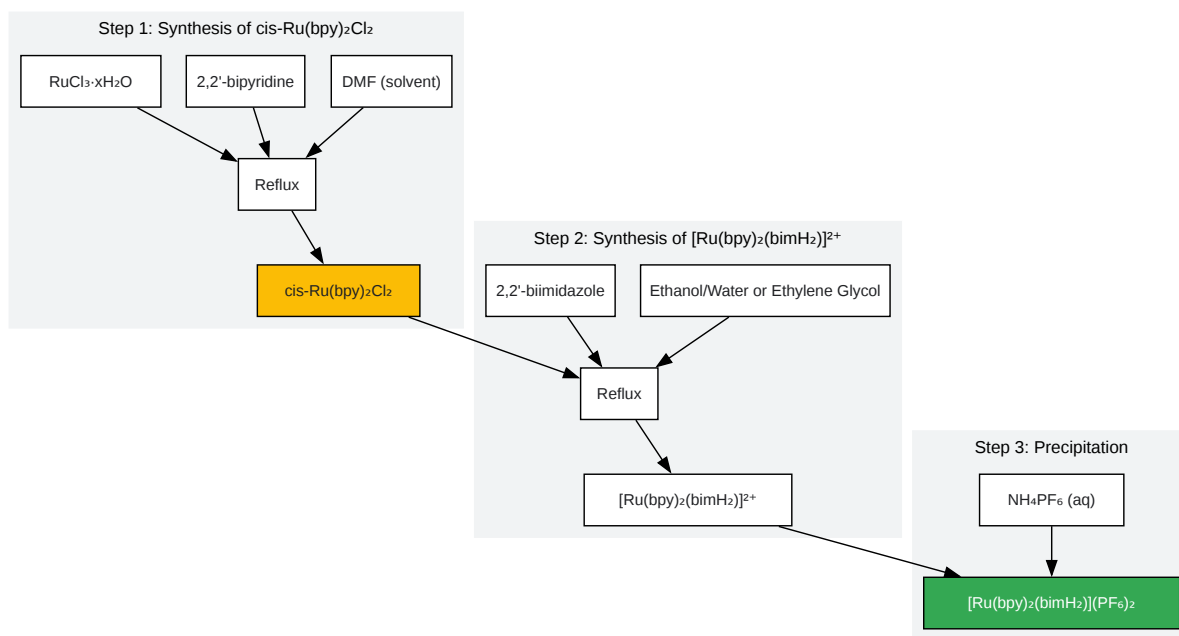 Step 1: Synthesis of cis-Ru(bpy)₂Cl₂
RuCl₃·xH₂O
2,2'-bipyridine
DMF (solvent)
Reflux
cis-Ru(bpy)₂Cl₂
Step 2: Synthesis of [Ru(bpy)₂(bimH₂)]²⁺
2,2'-biimidazole
Ethanol/Water or Ethylene Glycol
Reflux
[Ru(bpy)₂(bimH₂)]²⁺
Step 3: Precipitation
NH₄PF₆ (aq)
[Ru(bpy)₂(bimH₂)](PF₆)₂